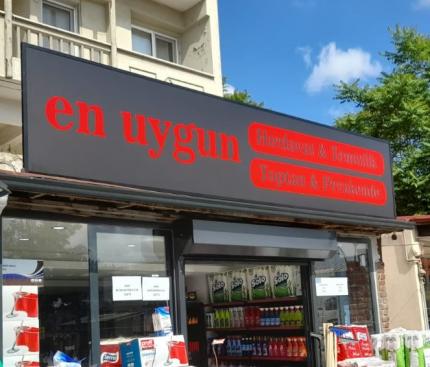 en uygun
Hırdavat & Temizlik
Toptan & Perakende